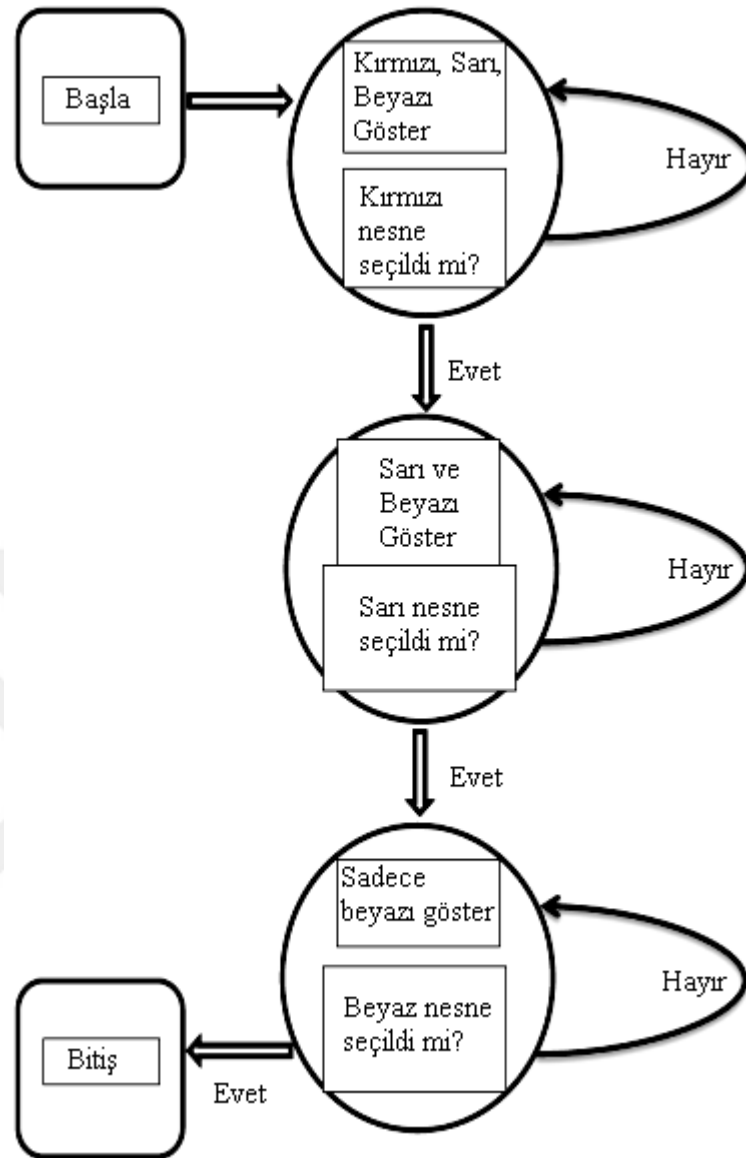 Başla
Kırmızı, Sarı,
Beyazı
Göster
Hayır
Kırmızı
nesne
seçildi mi?
Evet
Sarı ve
Beyazı
Göster
Hayır
Sarı nesne
seçildi mi?
Evet
Sadece
beyazı göster
Hayır
Beyaz nesne
seçildi mi?
Bitiş
Evet